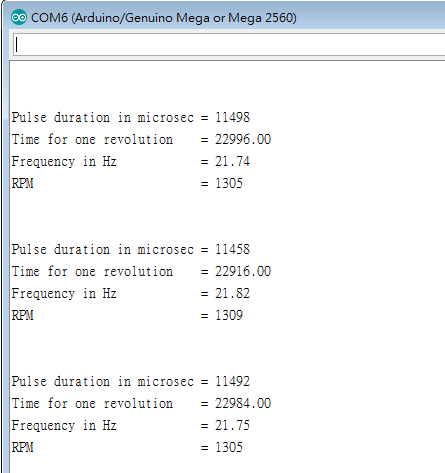 COM6 (Arduino/Genuino Mega or Mega 2560)
Pulse duration in microsec = 11498
Time for one revolution = 22996.00
Frequency in Hz = 21.74
RPM = 1305
Pulse duration in microsec = 11458
Time for one revolution = 22916.00
Frequency in Hz = 21.82
RPM = 1309
Pulse duration in microsec = 11492
Time for one revolution = 22984.00
Frequency in Hz = 21.75
RPM = 1305